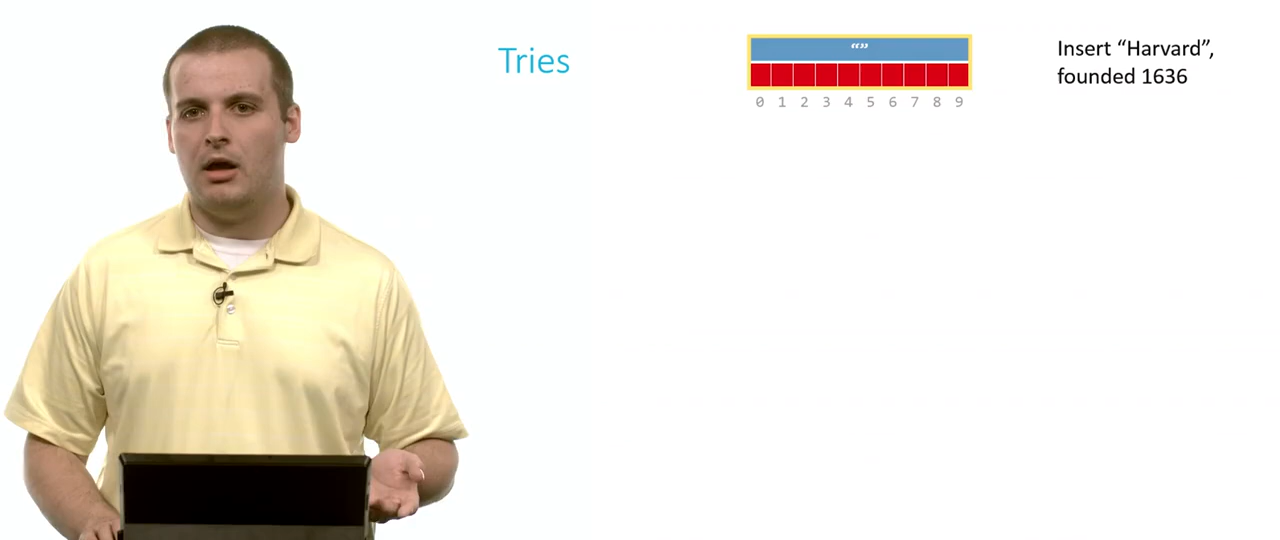 Tries
“”
0 1 2 3 4 5 6 7 8 9
Insert “Harvard”,
founded 1636